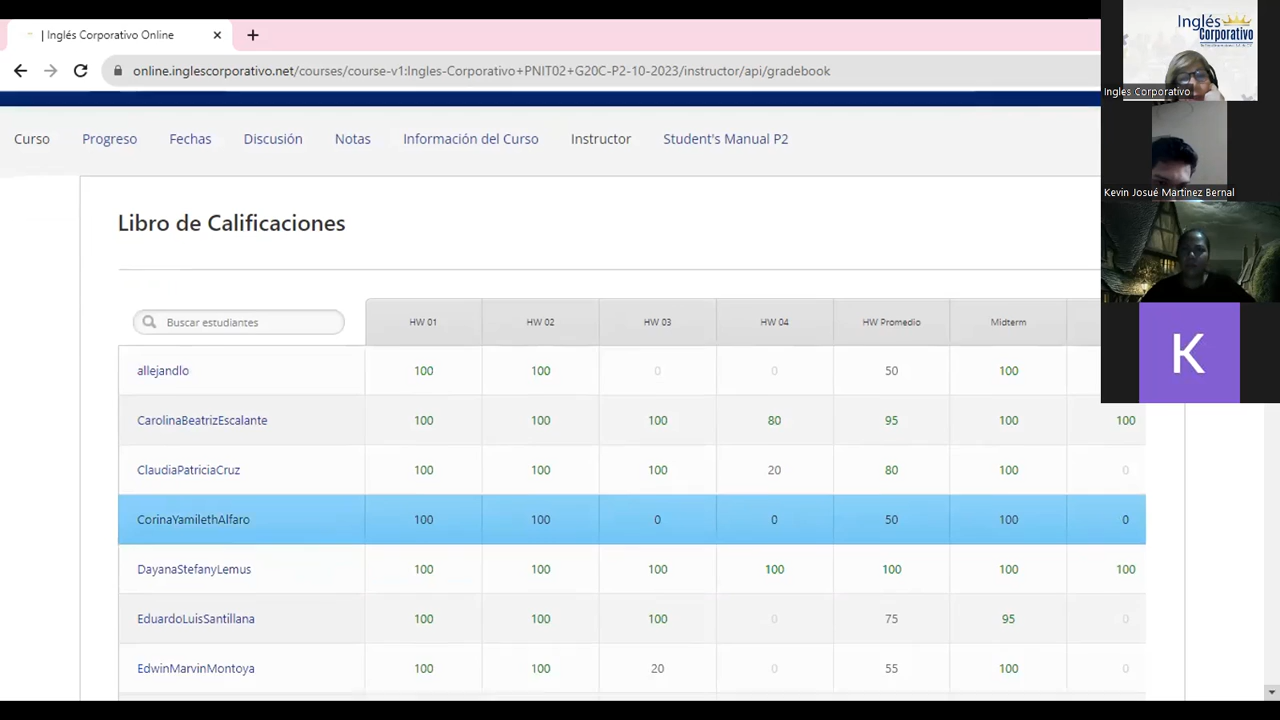 | Inglés Corporativo Online
online.inglescorporativo.net/courses/course-v1:Ingles-Corporativo+PNIT02+G20C-P2-10-2023/instructor/api/gradebook
Curso Progreso Fechas Discusión Notas Información del Curso Instructor Student's Manual P2
Libro de Calificaciones
Buscar estudiantes HW 01 HW 02 HW 03 HW 04 HW Promedio Midterm
allejandlo 100 100 0 0 50 100
CarolinaBeatrizEscalante 100 100 100 80 95 100 100
ClaudiaPatriciaCruz 100 100 100 20 80 100 0
CorinaYamilethAlfaro 100 100 0 0 50 100 0
DayanaStefanyLemus 100 100 100 100 100 100 100
EduardoLuisSantillana 100 100 100 0 75 95 0
EdwinMarvinMontoya 100 100 20 0 55 100 0
Inglés
Corporativo
Ingles Corporativo
Kevin Josué Martinez Bernal
K